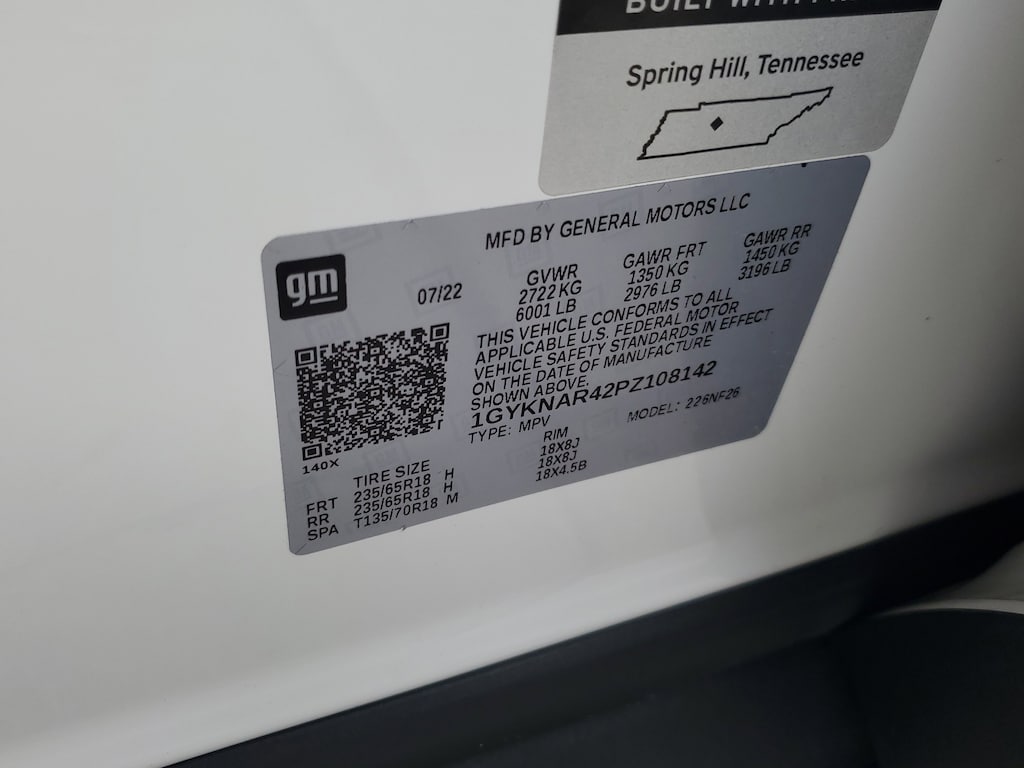 BUILT WITH
Spring Hill, Tennessee
MFD BY GENERAL MOTORS LLC
gm
07/22
GVWR GAWR FRT GAWR RR
2722 KG 1350 KG 1450 KG
6001 LB 2976 LB 3196 LB
THIS VEHICLE CONFORMS TO ALL
APPLICABLE U.S. FEDERAL MOTOR
VEHICLE SAFETY STANDARDS IN EFFECT
ON THE DATE OF MANUFACTURE
SHOWN ABOVE.
1GYKNAR42PZ108142
TYPE: MPV MODEL: 226NF26
140X
TIRE SIZE RIM
FRT 235/65R18 H 18X8J
RR 235/65R18 H 18X8J
SPA T135/70R18 M 18X4.5B